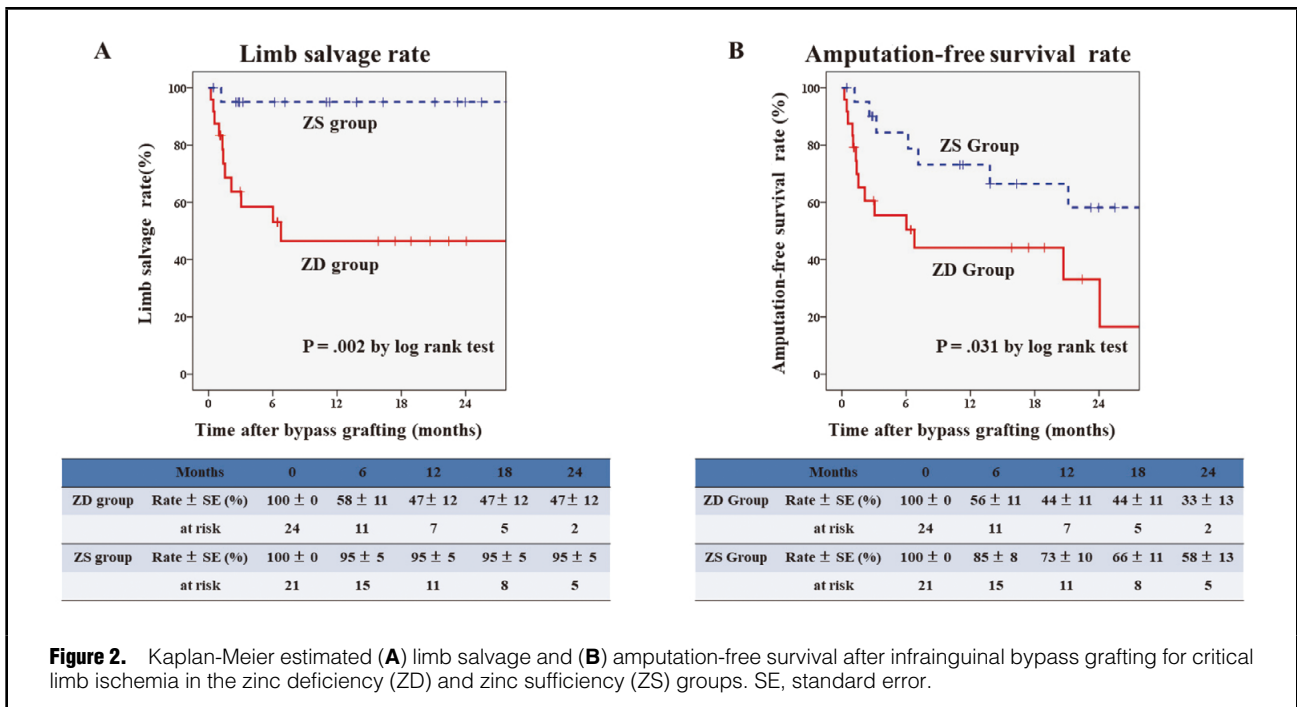 A
Limb salvage rate
Limb salvage rate(%)
100
80
60
40
20
0
ZS group
ZD group
P = .002 by log rank test
0 6 12 18 24
Time after bypass grafting (months)
Months 0 6 12 18 24
ZD group Rate ± SE (%) 100 ± 0 58 ± 11 47± 12 47± 12 47± 12
at risk 24 11 7 5 2
ZS group Rate ± SE (%) 100 ± 0 95 ± 5 95 ± 5 95 ± 5 95 ± 5
at risk 21 15 11 8 5
B
Amputation-free survival rate
Amputation-free survival rate (%)
100
80
60
40
20
0
ZS Group
ZD Group
P = .031 by log rank test
0 6 12 18 24
Time after bypass grafting (months)
Months 0 6 12 18 24
ZD Group Rate ± SE (%) 100 ± 0 56 ± 11 44 ± 11 44 ± 11 33 ± 13
at risk 24 11 7 5 2
ZS Group Rate ± SE (%) 100 ± 0 85 ± 8 73 ± 10 66 ± 11 58 ± 13
at risk 21 15 11 8 5
Figure 2. Kaplan-Meier estimated (A) limb salvage and (B) amputation-free survival after infrainguinal bypass grafting for critical
limb ischemia in the zinc deficiency (ZD) and zinc sufficiency (ZS) groups. SE, standard error.